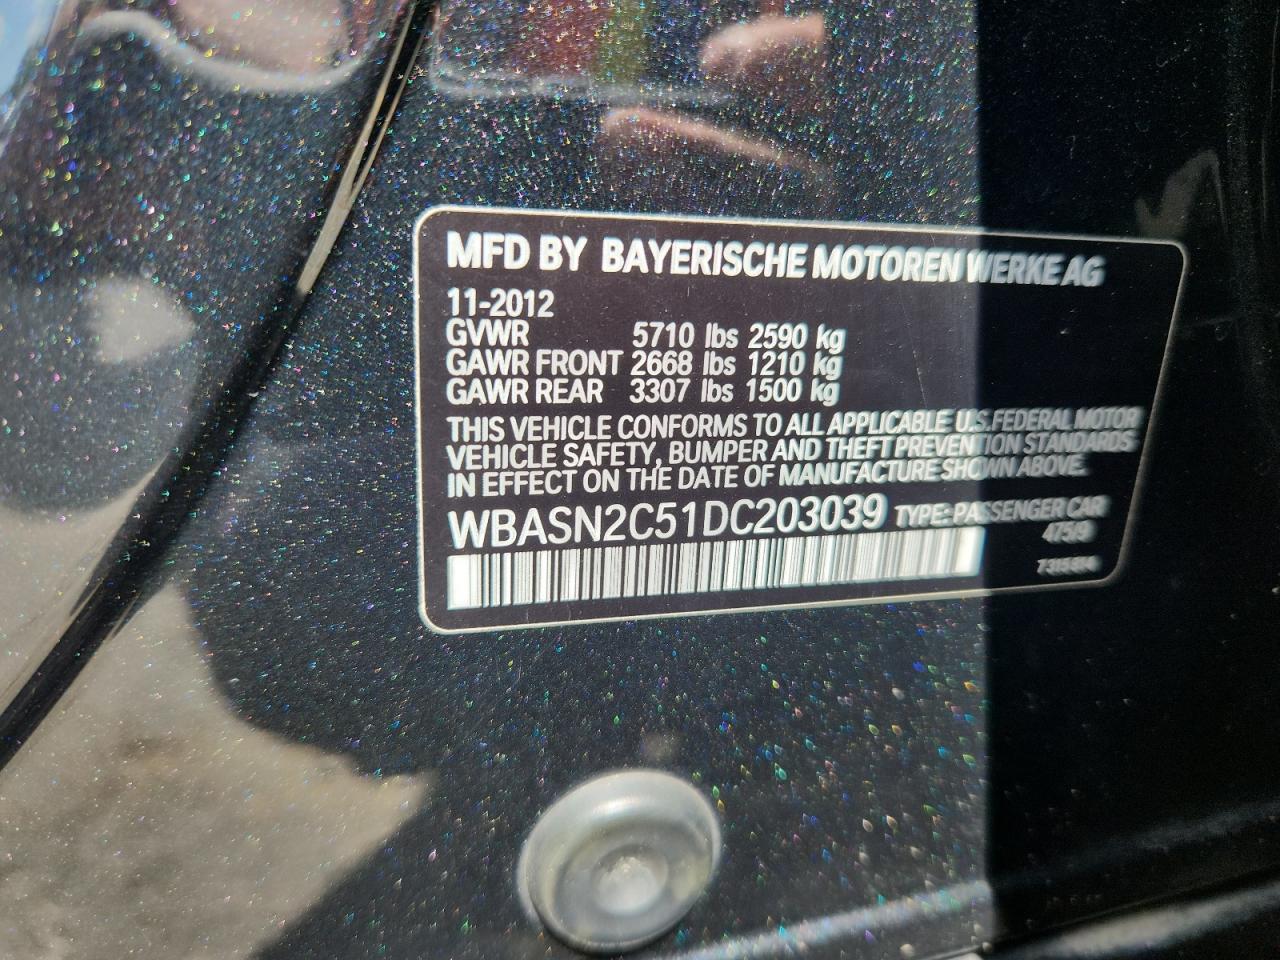 MFD BY BAYERISCHE MOTOREN WERKE AG
11-2012
GVWR 5710 lbs 2590 kg
GAWR FRONT 2668 lbs 1210 kg
GAWR REAR 3307 lbs 1500 kg
THIS VEHICLE CONFORMS TO ALL APPLICABLE U.S. FEDERAL MOTOR
VEHICLE SAFETY, BUMPER AND THEFT PREVENTION STANDARDS
IN EFFECT ON THE DATE OF MANUFACTURE SHOWN ABOVE.
WBASN2C51DC203039 TYPE: PASSENGER CAR
475/9